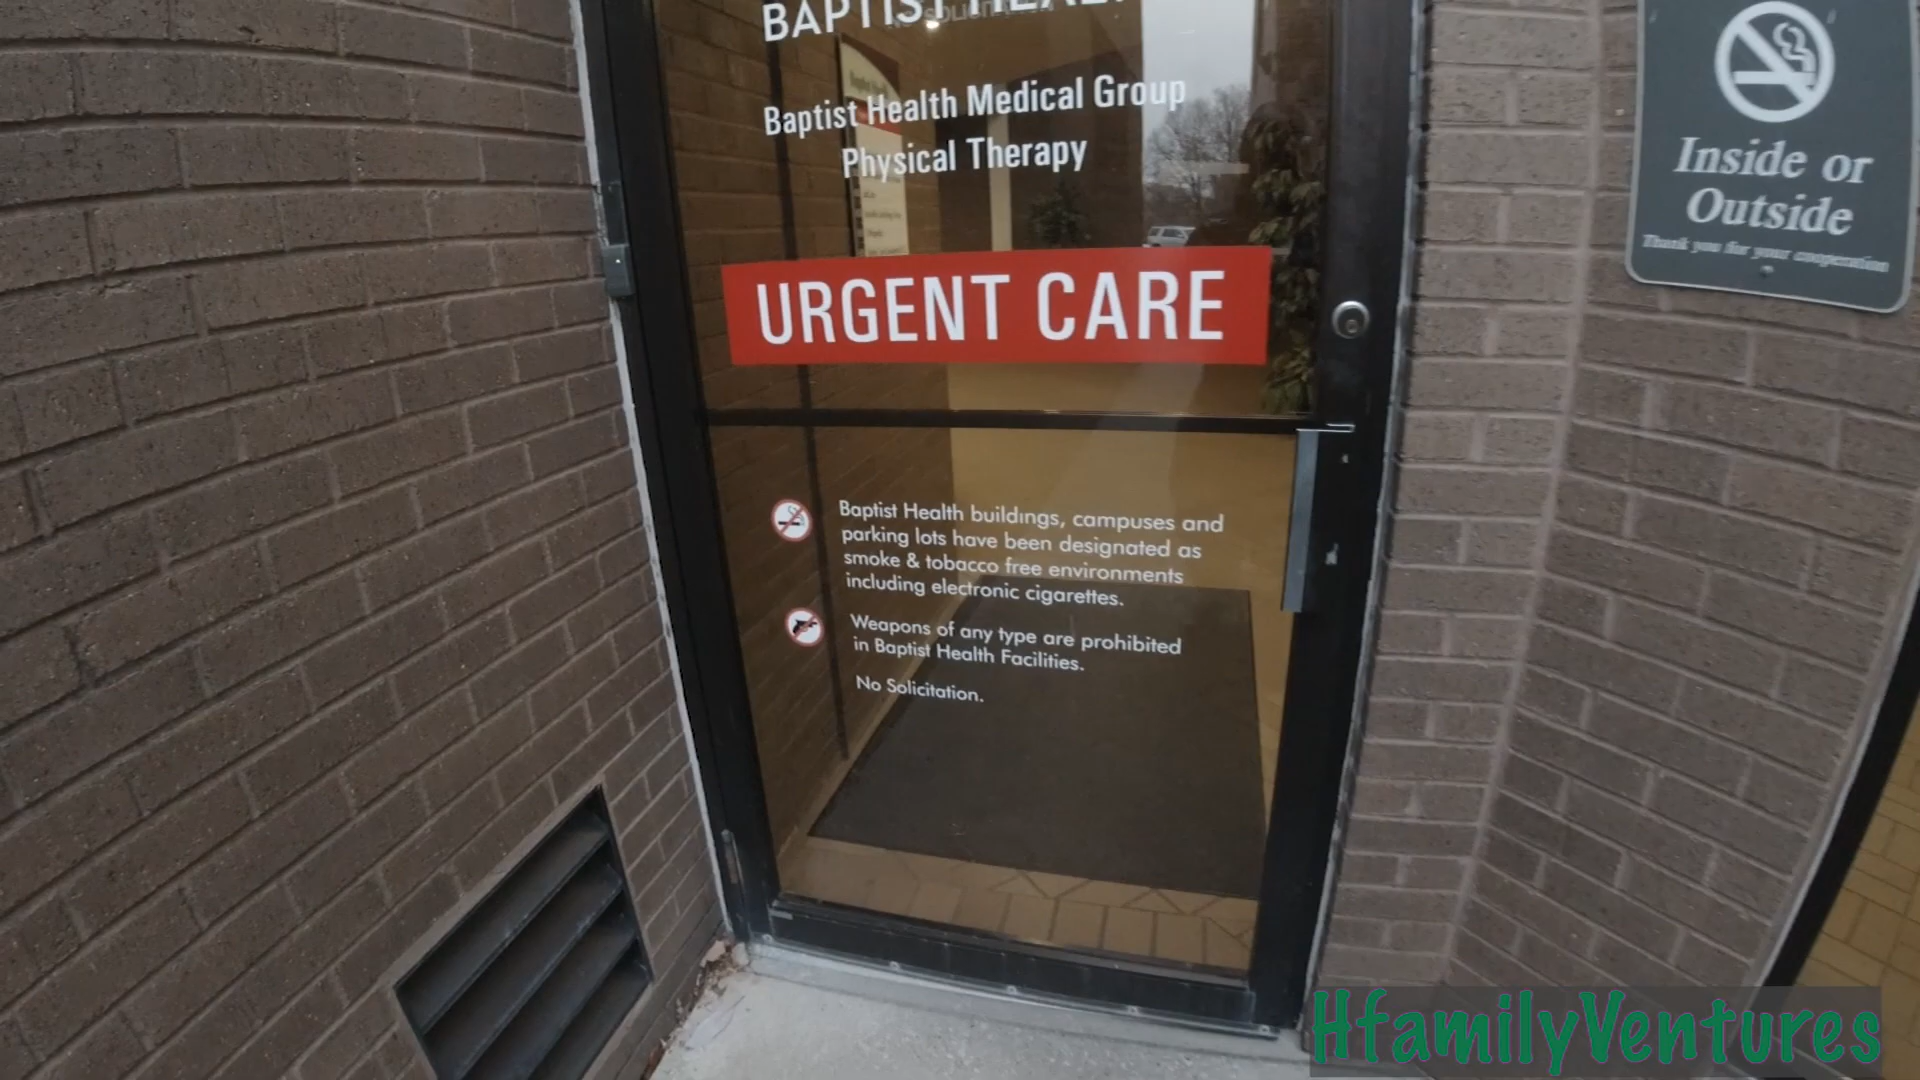 BAPTIST HEAL
Baptist Health Medical Group
Physical Therapy
URGENT CARE
Baptist Health buildings, campuses and
parking lots have been designated as
smoke & tobacco free environments
including electronic cigarettes.
Weapons of any type are prohibited
in Baptist Health Facilities.
No Solicitation.
Inside or
Outside
Thank you for your cooperation
HfamilyVentures